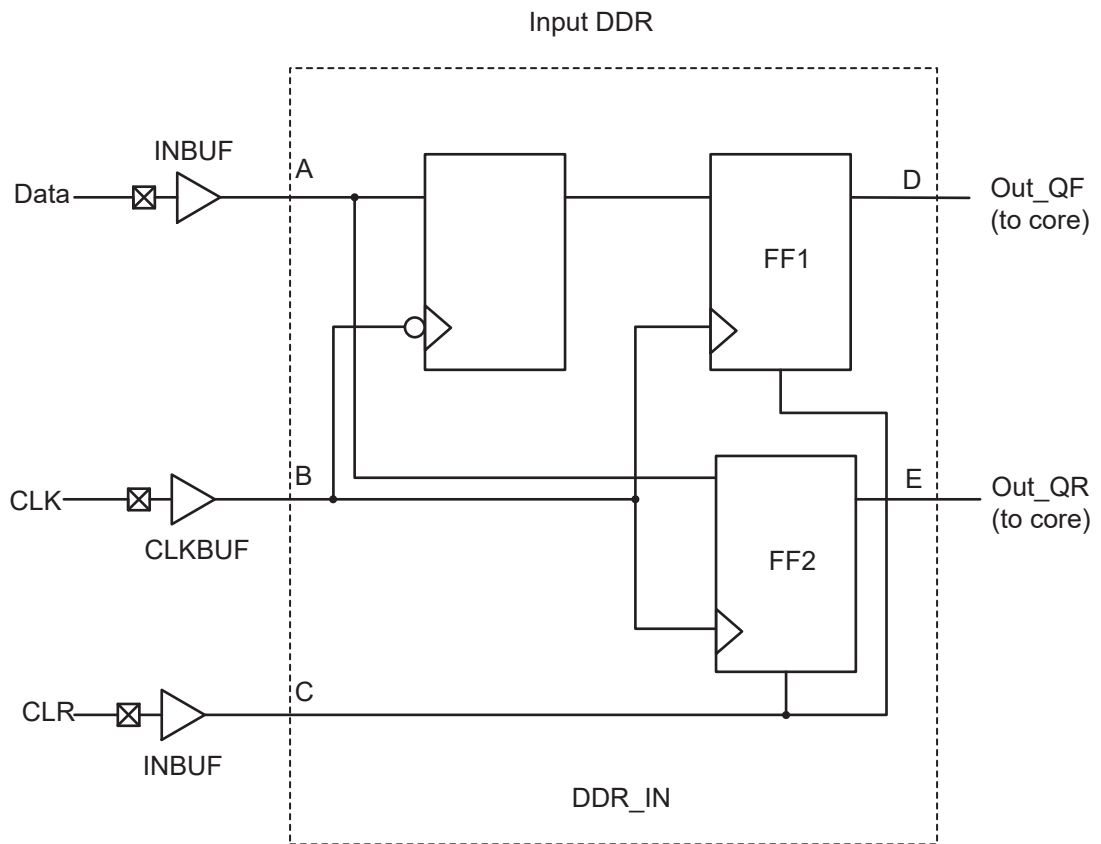 Input DDR
INBUF
A
D
Data
Out_QF
(to core)
FF1
B
E
CLK
Out_QR
(to core)
CLKBUF
FF2
C
CLR
INBUF
DDR_IN